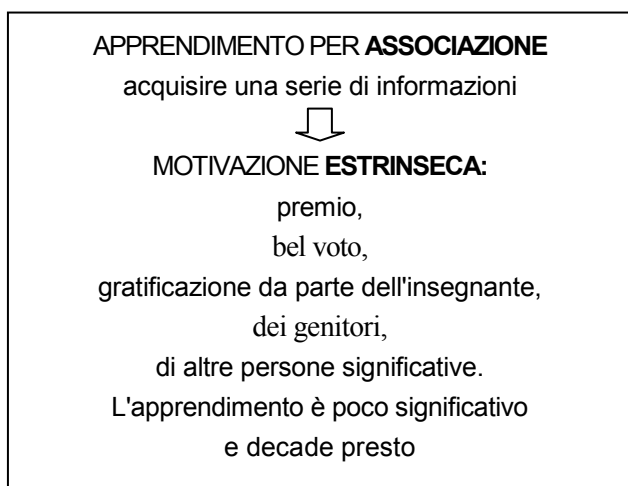 APPRENDIMENTO PER ASSOCIAZIONE
acquisire una serie di informazioni
MOTIVAZIONE ESTRINSECA:
premio,
bel voto,
gratificazione da parte dell'insegnante,
dei genitori,
di altre persone significative.
L'apprendimento è poco significativo
e decade presto